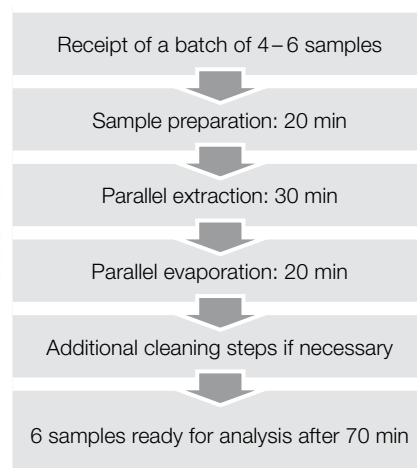 Receipt of a batch of 4–6 samples
Sample preparation: 20 min
Parallel extraction: 30 min
Parallel evaporation: 20 min
Additional cleaning steps if necessary
6 samples ready for analysis after 70 min